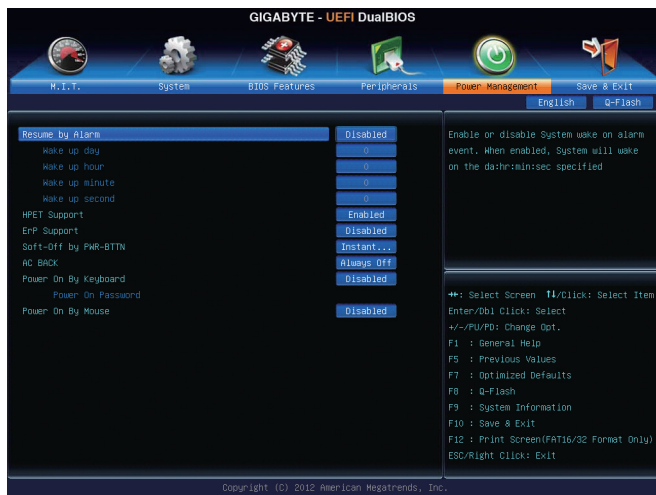 GIGABYTE - UEFI DualBIOS
M.I.T. System BIOS Features Peripherals Power Management Save & Exit
English Q-Flash
Resume by Alarm Disabled
Wake up day 0
Wake up hour 0
Wake up minute 0
Wake up second 0
HPET Support Enabled
ErP Support Disabled
Soft-Off by PWR-BTTN Instant...
AC BACK Always Off
Power On By Keyboard Disabled
Power On Password
Power On By Mouse Disabled
Enable or disable System wake on alarm
event. When enabled, System will wake
on the da:hr:min:sec specified
→←: Select Screen ↑↓/Click: Select Item
Enter/Dbl Click: Select
+/-/PU/PD: Change Opt.
F1 : General Help
F5 : Previous Values
F7 : Optimized Defaults
F8 : Q-Flash
F9 : System Information
F10 : Save & Exit
F12 : Print Screen(FAT16/32 Format Only)
ESC/Right Click: Exit
Copyright (C) 2012 American Megatrends, Inc.